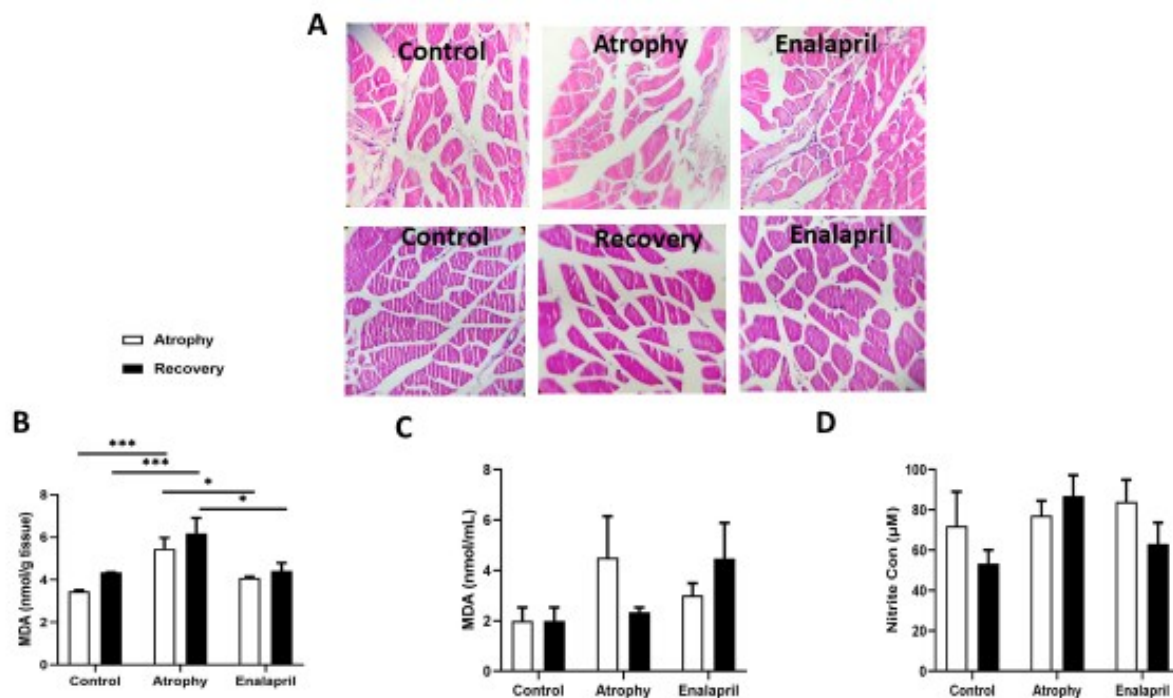 A
Control
Atrophy
Enalapril
Control
Recovery
Enalapril
Atrophy
Recovery
B
***
***
*
*
MDA (nmol/g tissue)
8
6
4
2
0
Control Atrophy Enalapril
C
MDA (nmol/mL)
8
6
4
2
0
Control Atrophy Enalapril
D
Nitrite Con (µM)
100
80
60
40
20
0
Control Atrophy Enalapril